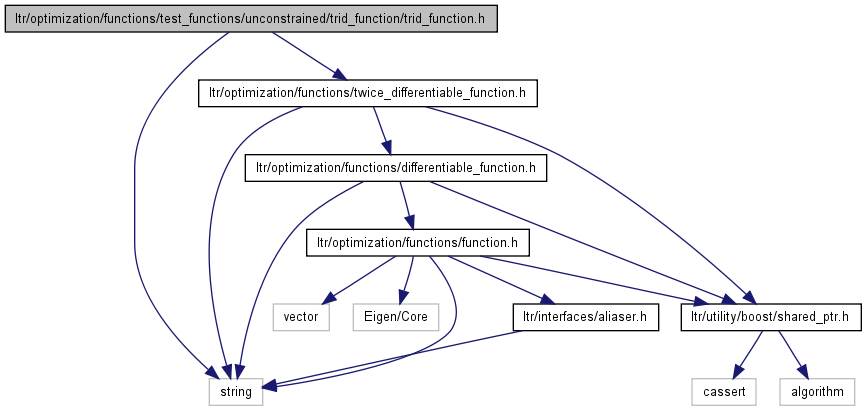 ltr/optimization/functions/test_functions/unconstrained/trid_function/trid_function.h
ltr/optimization/functions/twice_differentiable_function.h
ltr/optimization/functions/differentiable_function.h
ltr/optimization/functions/function.h
vector
Eigen/Core
ltr/interfaces/aliaser.h
ltr/utility/boost/shared_ptr.h
string
cassert
algorithm